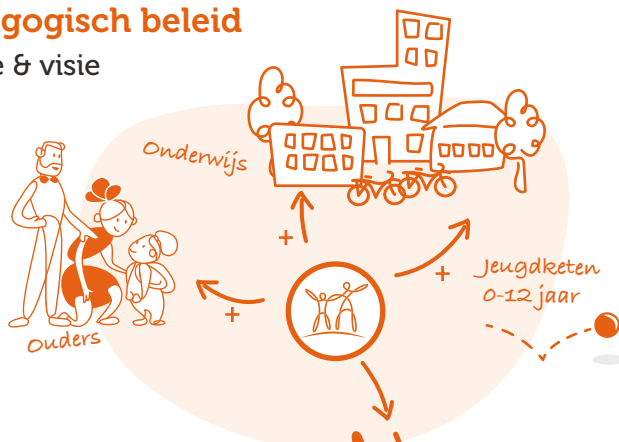 gogisch beleid
e & visie
Onderwijs
Jeugdketen
0-12 jaar
Ouders
+
+
+